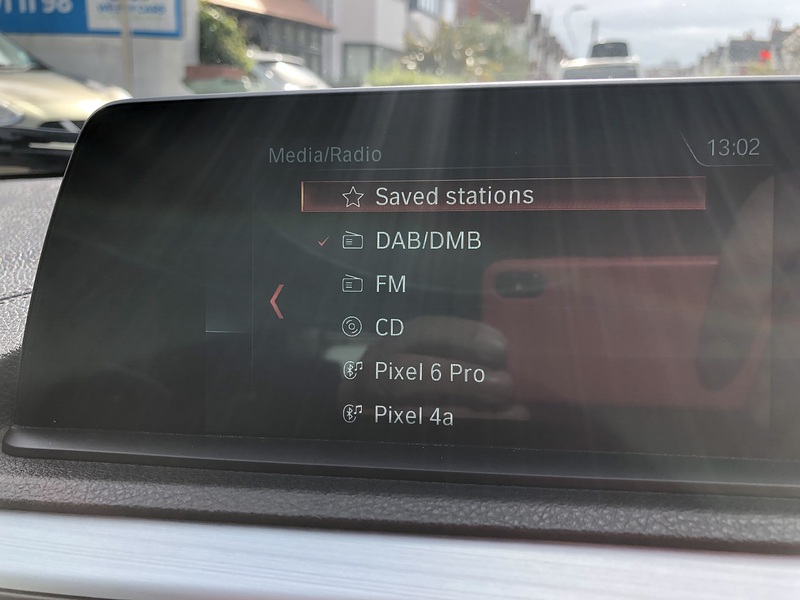 Media/Radio
13:02
Saved stations
DAB/DMB
FM
CD
Pixel 6 Pro
Pixel 4a